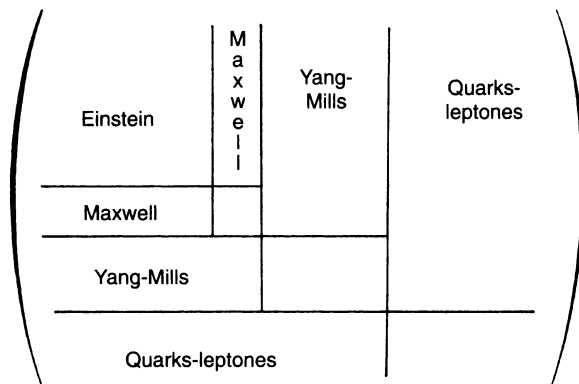 Maxwell
Yang-
Mills
Quarks-
leptones
Einstein
Maxwell
Yang-Mills
Quarks-leptones